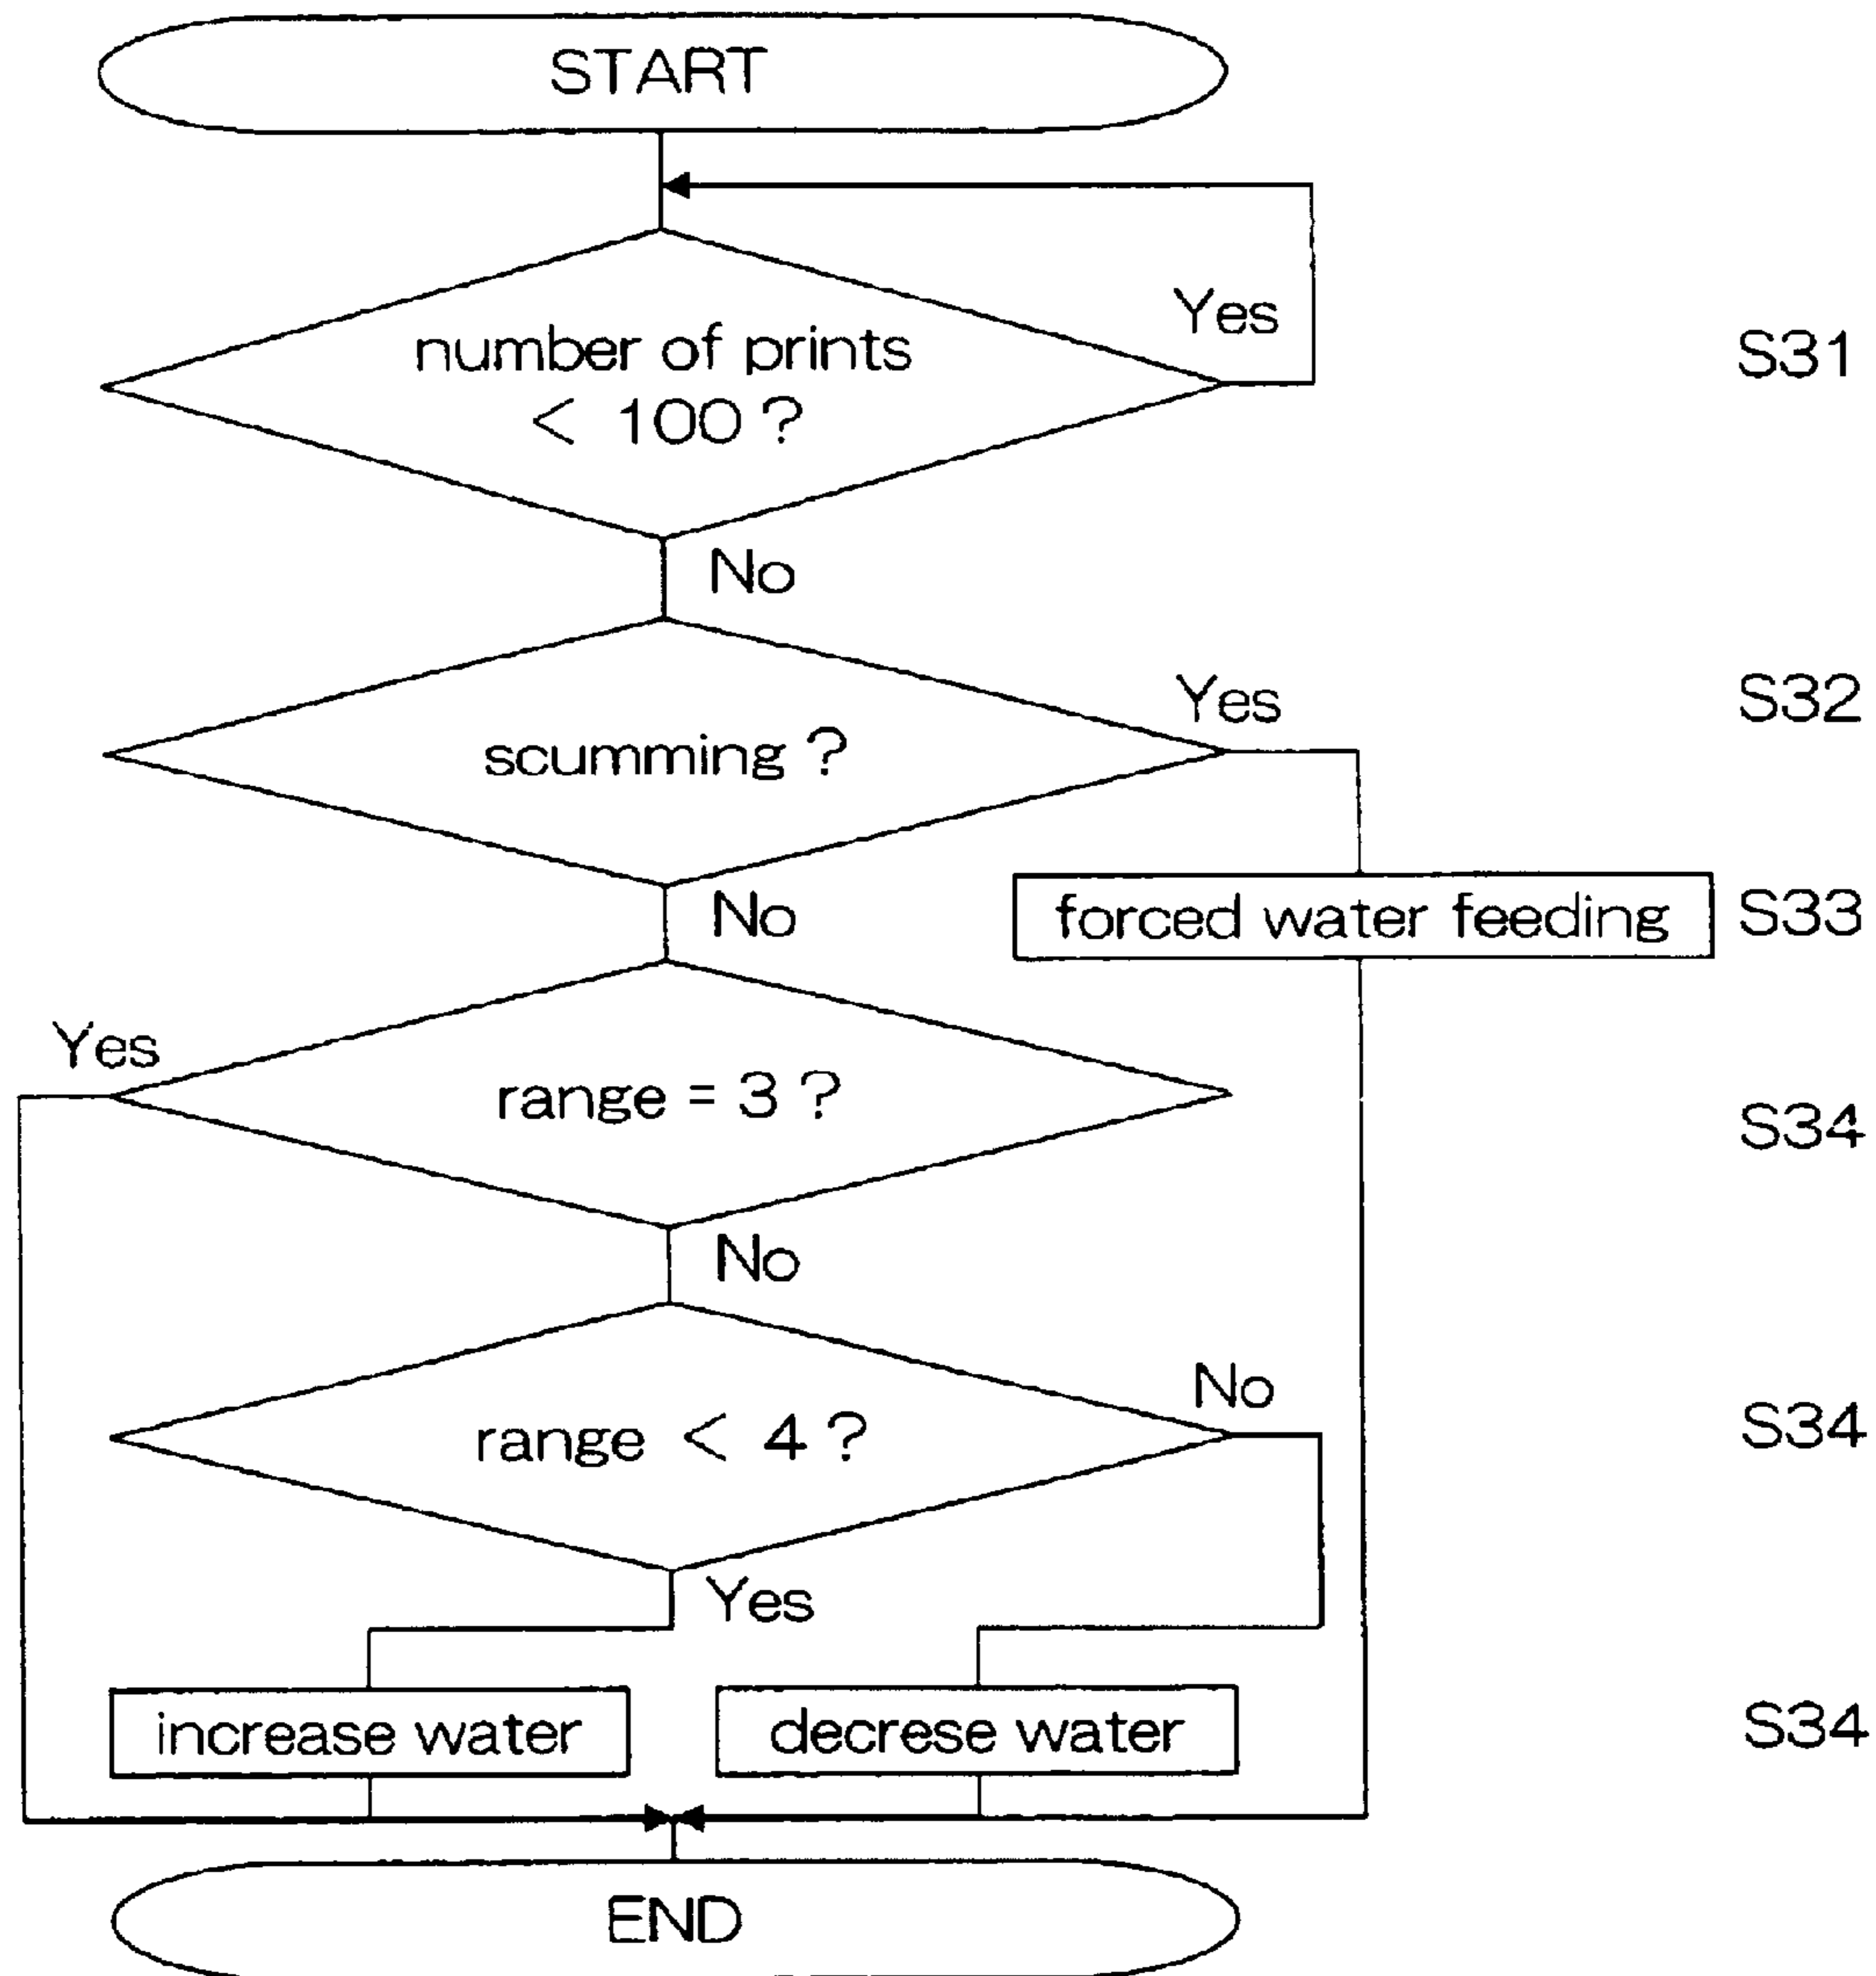 START
Yes
number of prints
< 100 ?
S31
No
Yes
S32
scumming ?
No
forced water feeding
S33
Yes
range = 3 ?
S34
No
No
range < 4 ?
S34
Yes
increase water
decrese water
S34
END